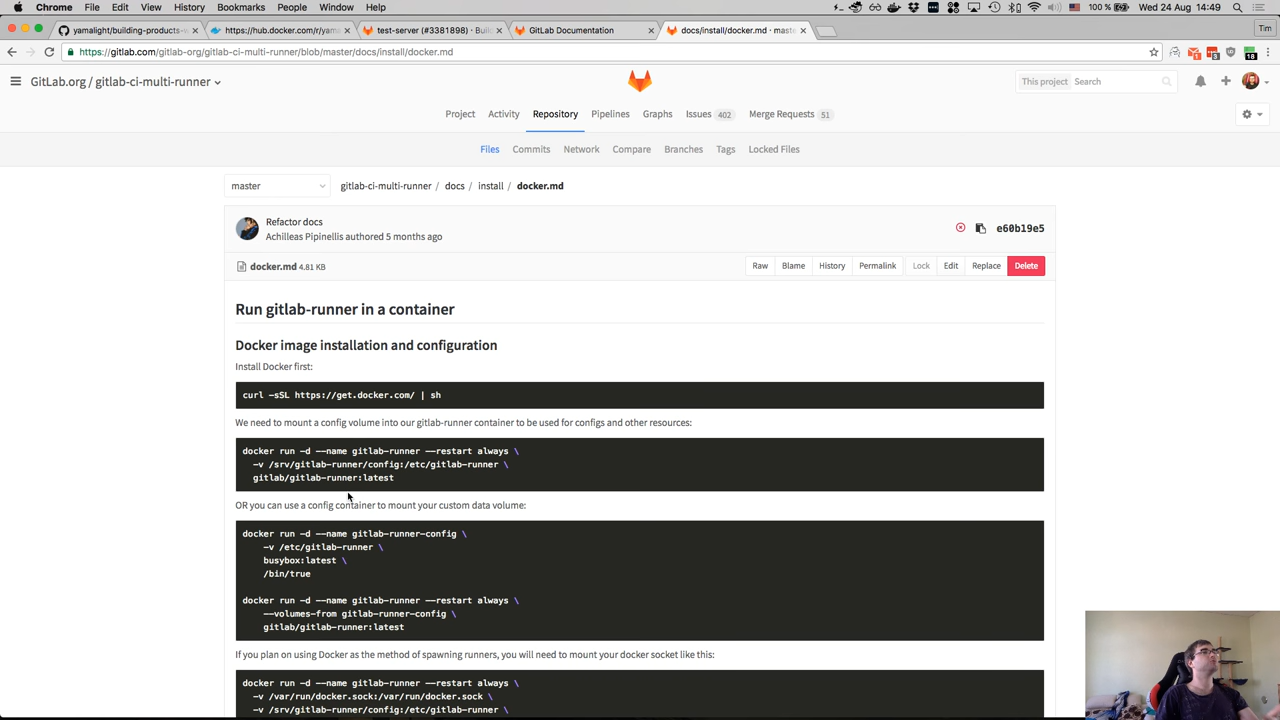 Chrome File Edit View History Bookmarks People Window Help 100 % Wed 24 Aug 14:49
yamalight/building-products-
https://hub.docker.com/r/yam
test-server (#3381898) · Buil
GitLab Documentation
docs/install/docker.md · maste
Tim
https://gitlab.com/gitlab-org/gitlab-ci-multi-runner/blob/master/docs/install/docker.md
GitLab.org / gitlab-ci-multi-runner
This project Search
Project Activity Repository Pipelines Graphs Issues 402 Merge Requests 51
Files Commits Network Compare Branches Tags Locked Files
master gitlab-ci-multi-runner / docs / install / docker.md
Refactor docs
Achilleas Pipinellis authored 5 months ago
e60b19e5
docker.md 4.81 KB
Raw Blame History Permalink Lock Edit Replace Delete
Run gitlab-runner in a container
Docker image installation and configuration
Install Docker first:
curl -sSL https://get.docker.com/ | sh
We need to mount a config volume into our gitlab-runner container to be used for configs and other resources:
docker run -d --name gitlab-runner --restart always \
-v /srv/gitlab-runner/config:/etc/gitlab-runner \
gitlab/gitlab-runner:latest
OR you can use a config container to mount your custom data volume:
docker run -d --name gitlab-runner-config \
-v /etc/gitlab-runner \
busybox:latest \
/bin/true
docker run -d --name gitlab-runner --restart always \
--volumes-from gitlab-runner-config \
gitlab/gitlab-runner:latest
If you plan on using Docker as the method of spawning runners, you will need to mount your docker socket like this:
docker run -d --name gitlab-runner --restart always \
-v /var/run/docker.sock:/var/run/docker.sock \
-v /srv/gitlab-runner/config:/etc/gitlab-runner \